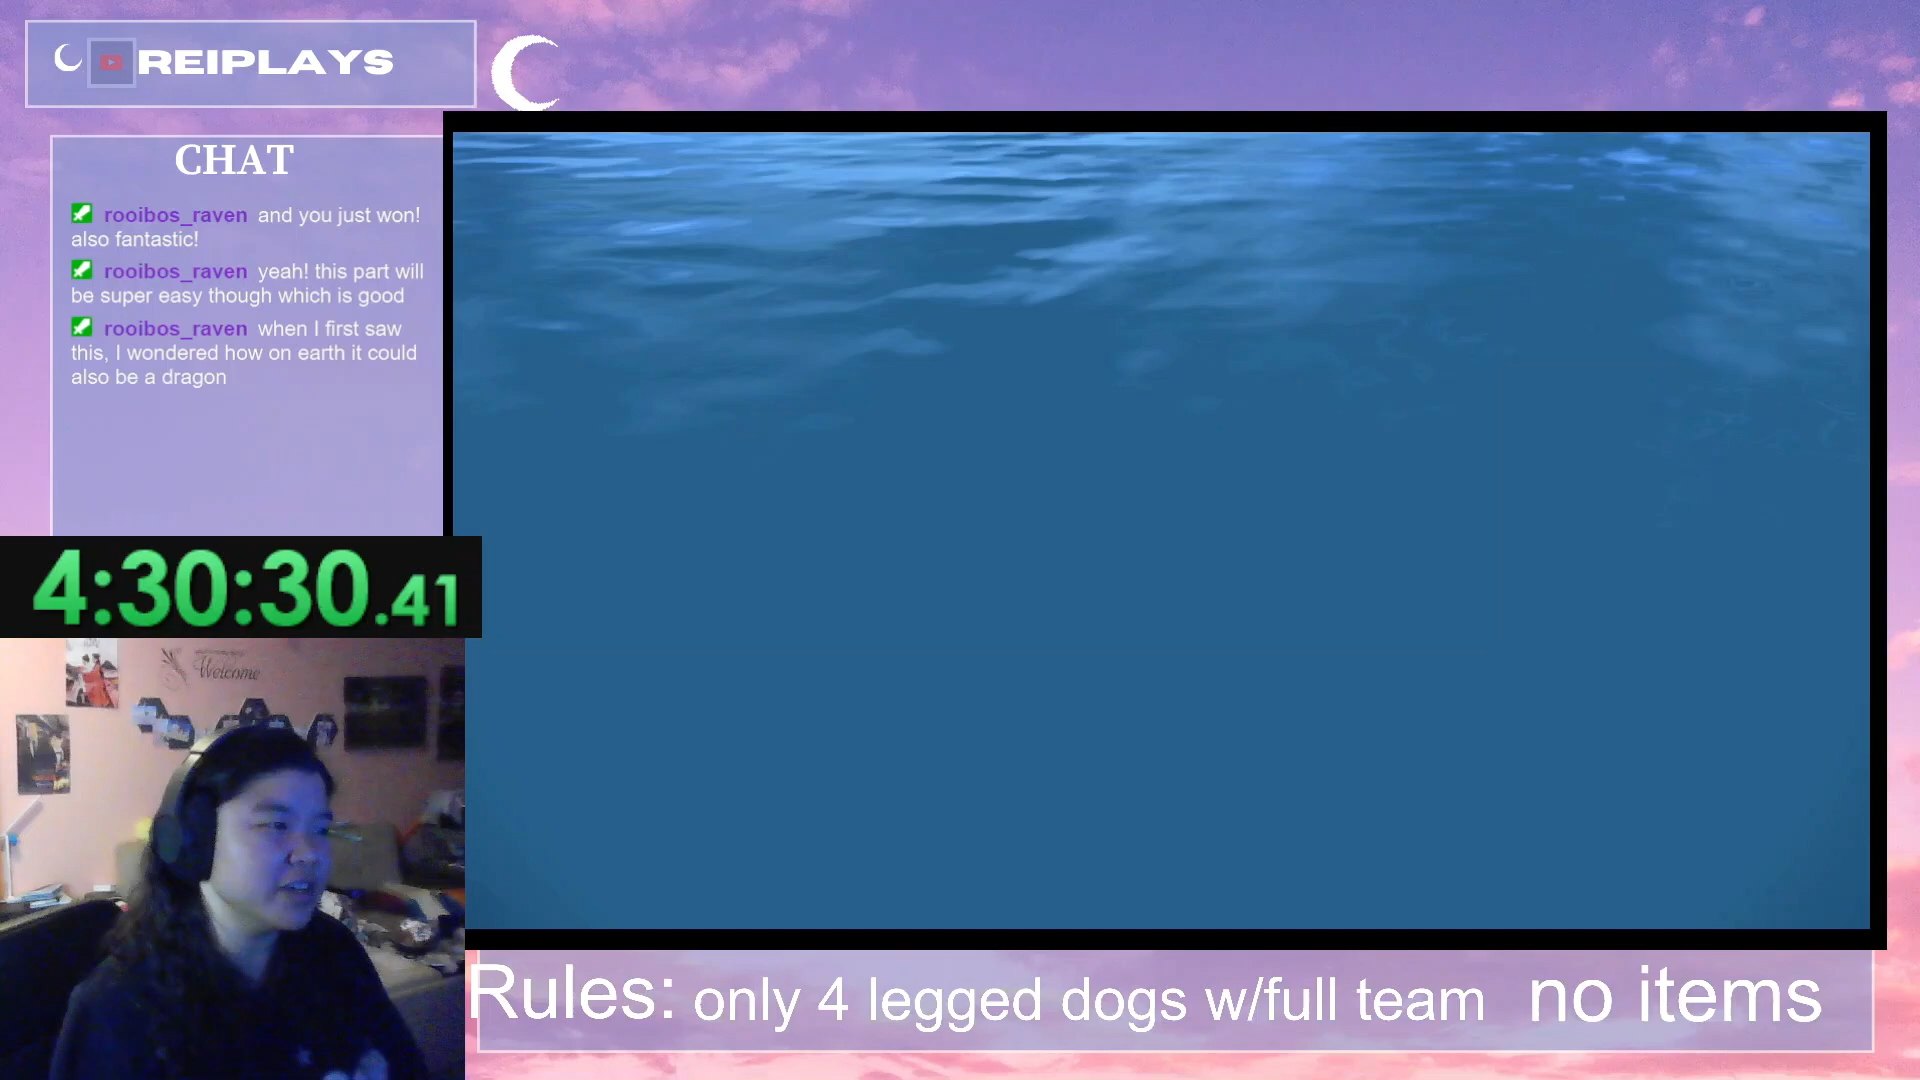 REIPLAYS
CHAT
rooibos_raven and you just won!
also fantastic!
rooibos_raven yeah! this part will
be super easy though which is good
rooibos_raven when I first saw
this, I wondered how on earth it could
also be a dragon
4:30:30.41
Welcome
Rules: only 4 legged dogs w/full team no items